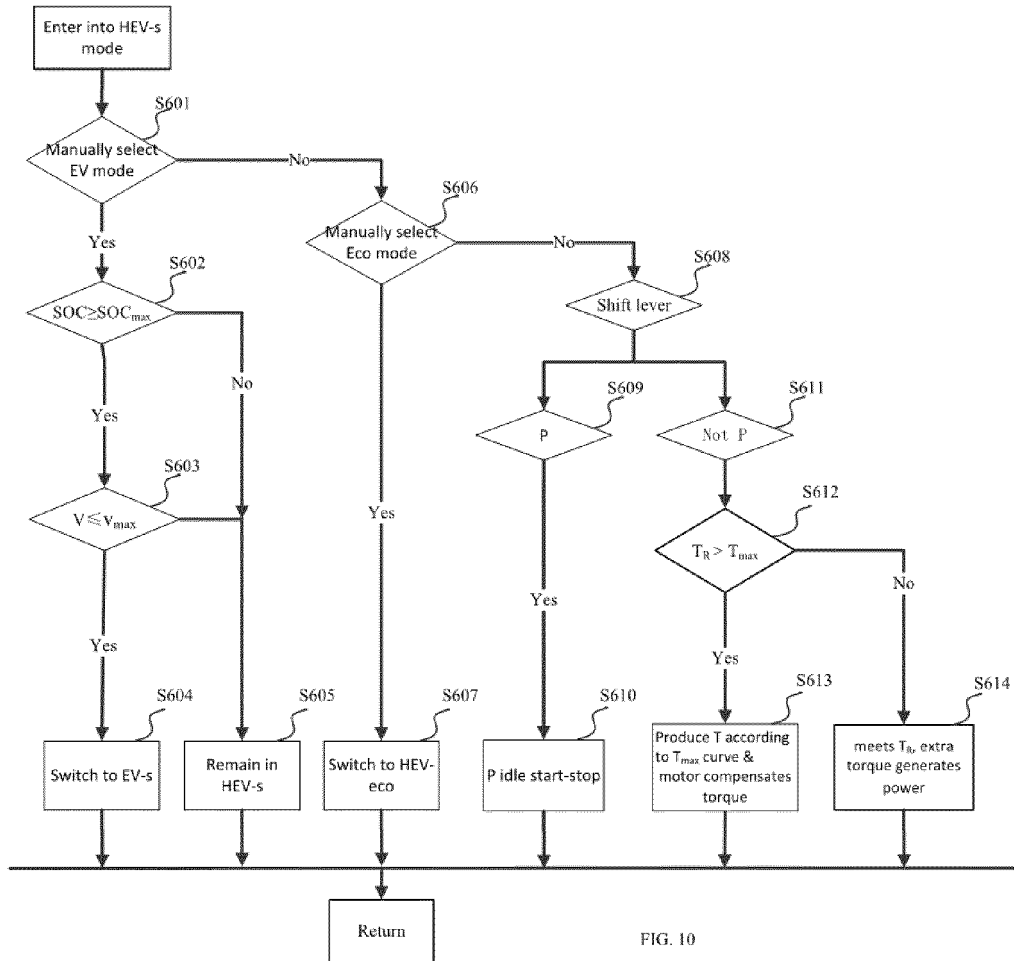 Enter into HEV-s
mode
S601
Manually select
EV mode
No
S606
Manually select
Eco mode
No
S608
Shift lever
Yes
S602
SOC≥SOCmax
No
Yes
S609
P
S611
Not P
S603
V≤vmax
Yes
S612
TR > Tmax
No
Yes
Yes
Yes
S604
Switch to EV-s
S605
Remain in
HEV-s
S607
Switch to HEV-
eco
S610
P idle start-stop
S613
Produce T according
to Tmax curve &
motor compensates
torque
S614
meets TR, extra
torque generates
power
Return
FIG. 10